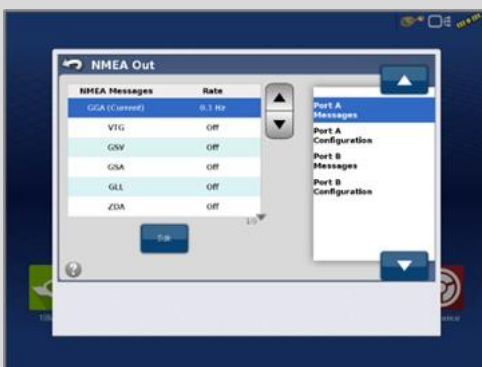 NMEA Out
NMEA Messages Rate
GGA (Current) 0.1 Hz
VTG Off
GSV Off
GSA Off
GLL Off
ZDA Off
Edit
Port A
Messages
Port A
Configuration
Port B
Messages
Port B
Configuration